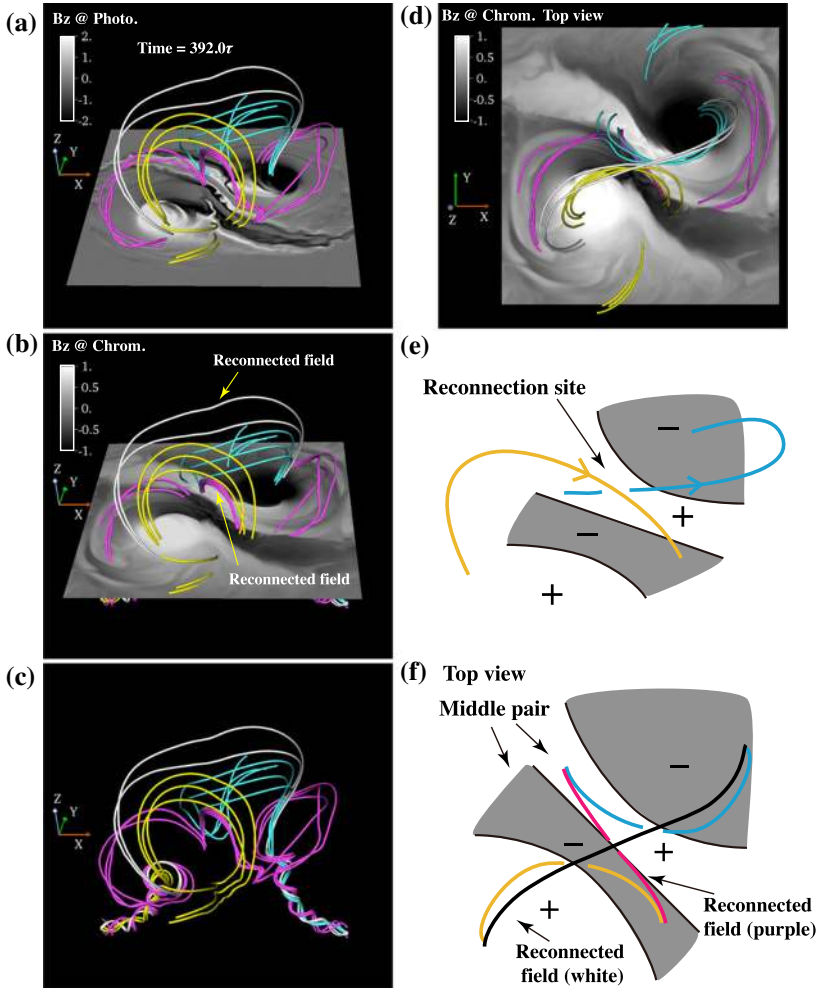 (a)
Bz @ Photo.
2.
1.
0.
-1.
-2.
Time = 392.0τ
Z
Y
X
(b)
Bz @ Chrom.
1.
0.5
0.
-0.5
-1.
Reconnected field
Reconnected field
Z
Y
X
(c)
Z
Y
X
(d)
Bz @ Chrom. Top view
1.
0.5
0.
-0.5
-1.
Y
Z
X
(e)
Reconnection site
−
+
−
+
(f) Top view
Middle pair
−
−
+
+
Reconnected
field (purple)
Reconnected
field (white)